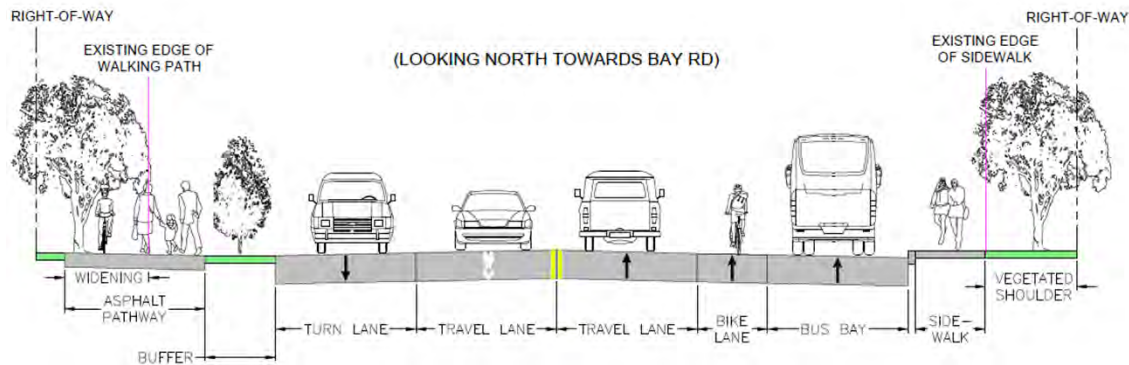 RIGHT-OF-WAY
RIGHT-OF-WAY
EXISTING EDGE OF
WALKING PATH
(LOOKING NORTH TOWARDS BAY RD)
EXISTING EDGE
OF SIDEWALK
WIDENING
ASPHALT
PATHWAY
BUFFER
TURN LANE
TRAVEL LANE
TRAVEL LANE
BIKE
LANE
BUS BAY
SIDE-
WALK
VEGETATED
SHOULDER